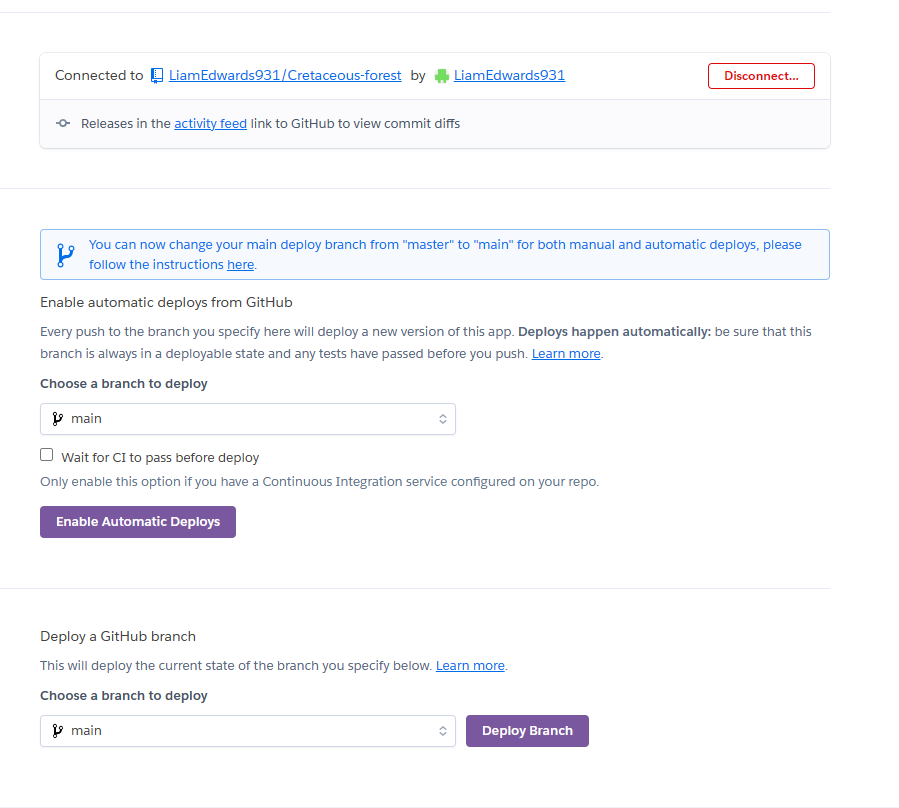 Connected to LiamEdwards931/Cretaceous-forest by LiamEdwards931 Disconnect...
Releases in the activity feed link to GitHub to view commit diffs
You can now change your main deploy branch from "master" to "main" for both manual and automatic deploys, please
follow the instructions here.
Enable automatic deploys from GitHub
Every push to the branch you specify here will deploy a new version of this app. Deploys happen automatically: be sure that this
branch is always in a deployable state and any tests have passed before you push. Learn more.
Choose a branch to deploy
main
Wait for CI to pass before deploy
Only enable this option if you have a Continuous Integration service configured on your repo.
Enable Automatic Deploys
Deploy a GitHub branch
This will deploy the current state of the branch you specify below. Learn more.
Choose a branch to deploy
main Deploy Branch